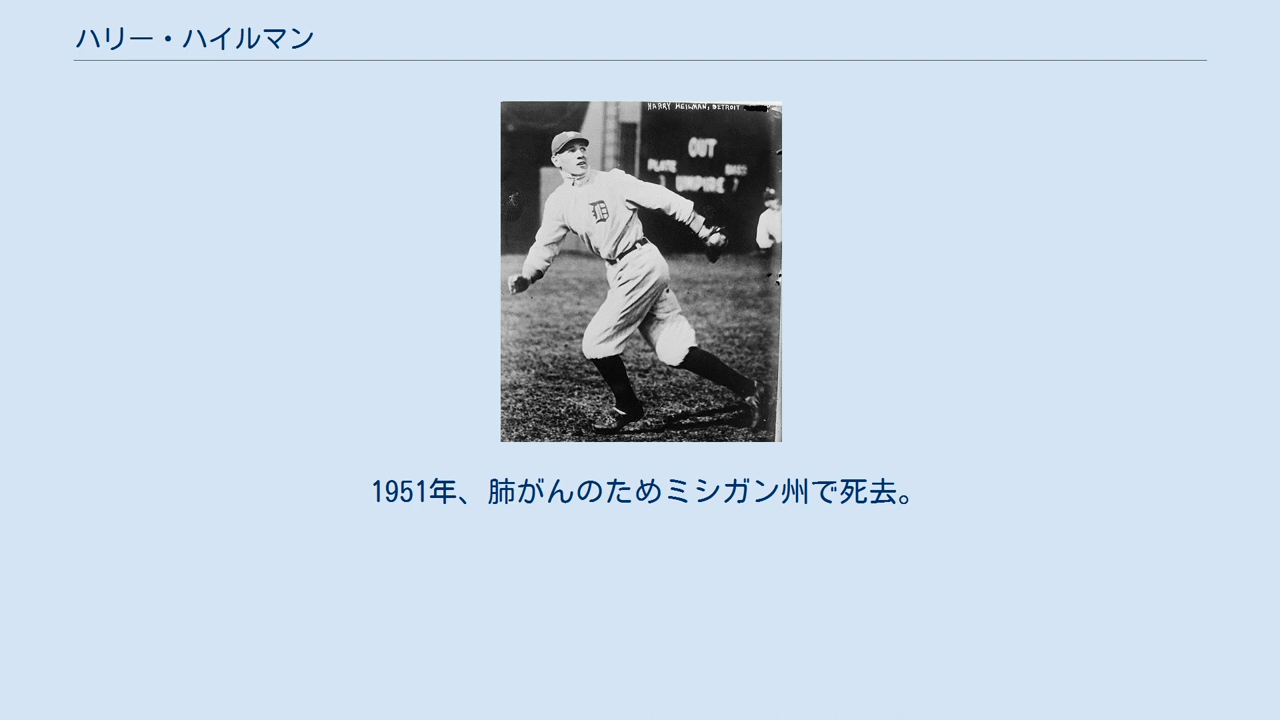 ハリー・ハイルマン
HARRY HEILMAN, DETROIT
OUT
PLATE
BASE
UMPIRE
1951年、肺がんのためミシガン州で死去。